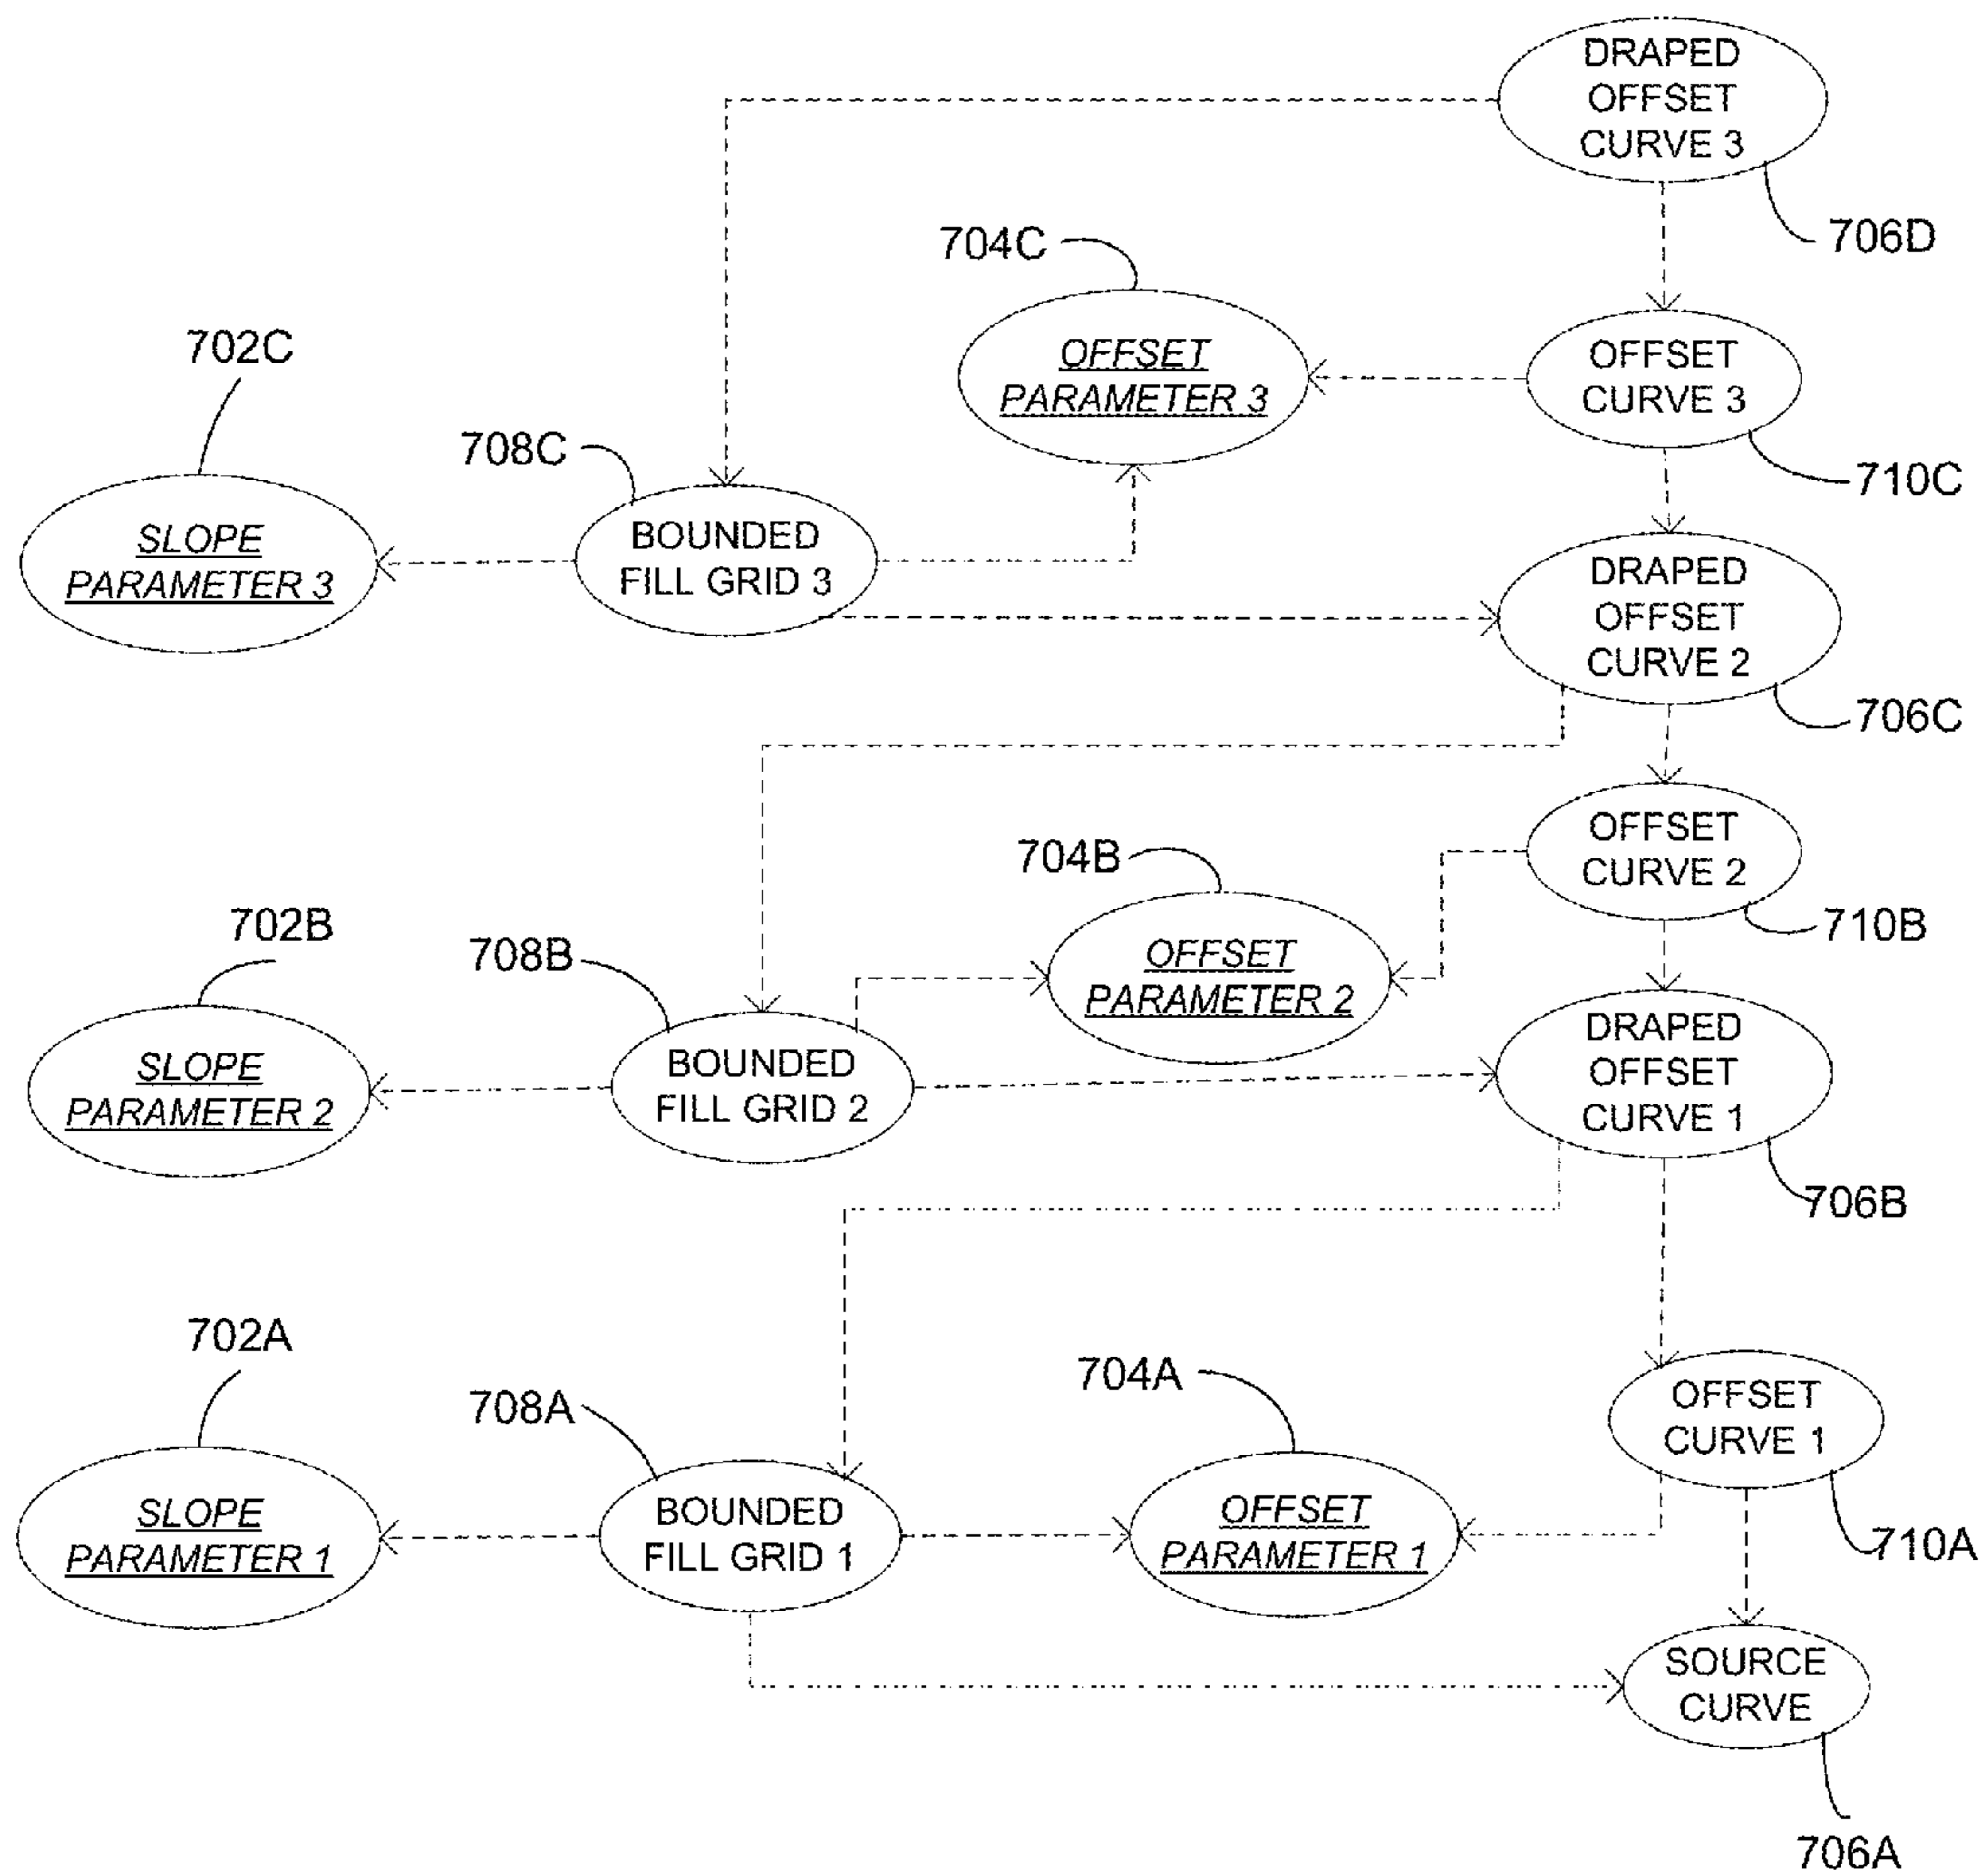 DRAPED
OFFSET
CURVE 3
706D
704C
OFFSET
PARAMETER 3
OFFSET
CURVE 3
702C
708C
710C
SLOPE
PARAMETER 3
BOUNDED
FILL GRID 3
DRAPED
OFFSET
CURVE 2
706C
OFFSET
CURVE 2
704B
702B
708B
710B
OFFSET
PARAMETER 2
SLOPE
PARAMETER 2
BOUNDED
FILL GRID 2
DRAPED
OFFSET
CURVE 1
706B
702A
708A
704A
OFFSET
CURVE 1
SLOPE
PARAMETER 1
BOUNDED
FILL GRID 1
OFFSET
PARAMETER 1
710A
SOURCE
CURVE
706A